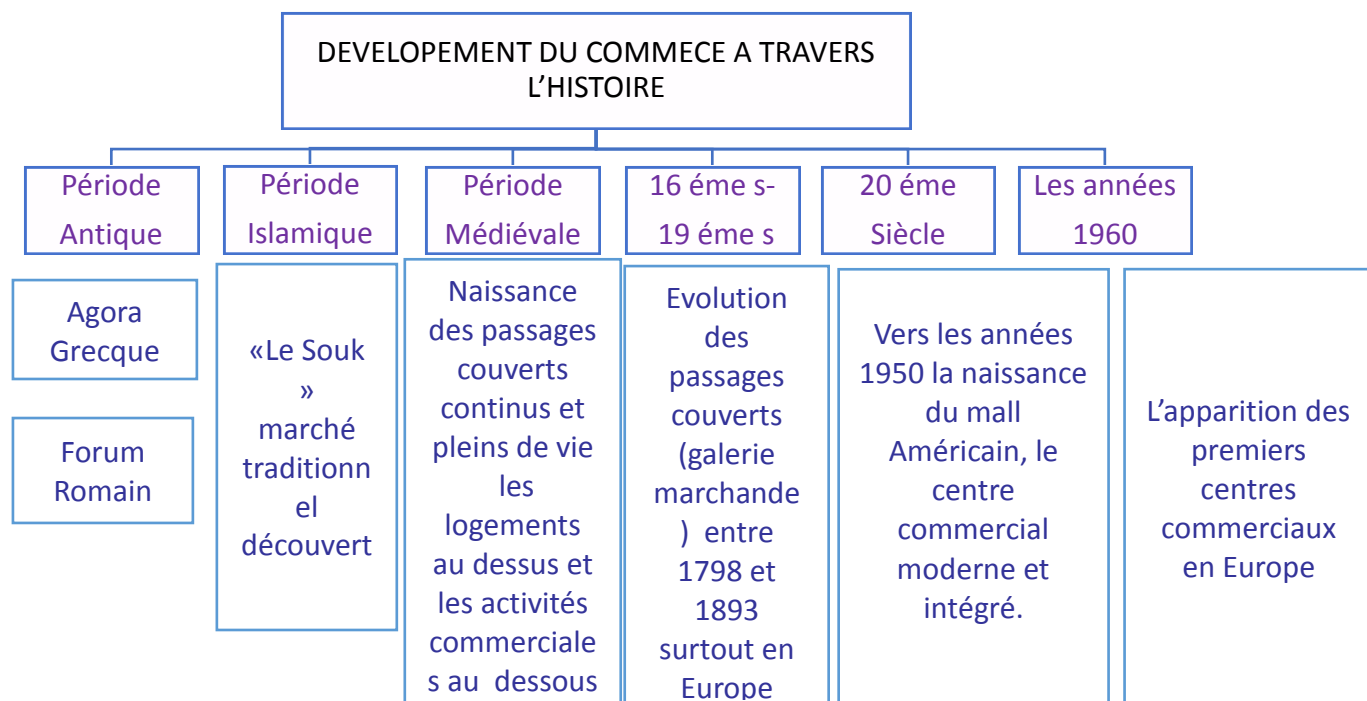 DEVELOPEMENT DU COMMECE A TRAVERS
L'HISTOIRE
Période
Antique
Période
Islamique
Période
Médiévale
16 éme s-
19 éme s
20 éme
Siècle
Les années
1960
Agora
Grecque
Forum
Romain
«Le Souk
»
marché
traditionn
el
découvert
Naissance
des passages
couverts
continus et
pleins de vie
les
logements
au dessus et
les activités
commerciale
s au dessous
Evolution
des
passages
couverts
(galerie
marchande
) entre
1798 et
1893
surtout en
Europe
Vers les années
1950 la naissance
du mall
Américain, le
centre
commercial
moderne et
intégré.
L'apparition des
premiers
centres
commerciaux
en Europe